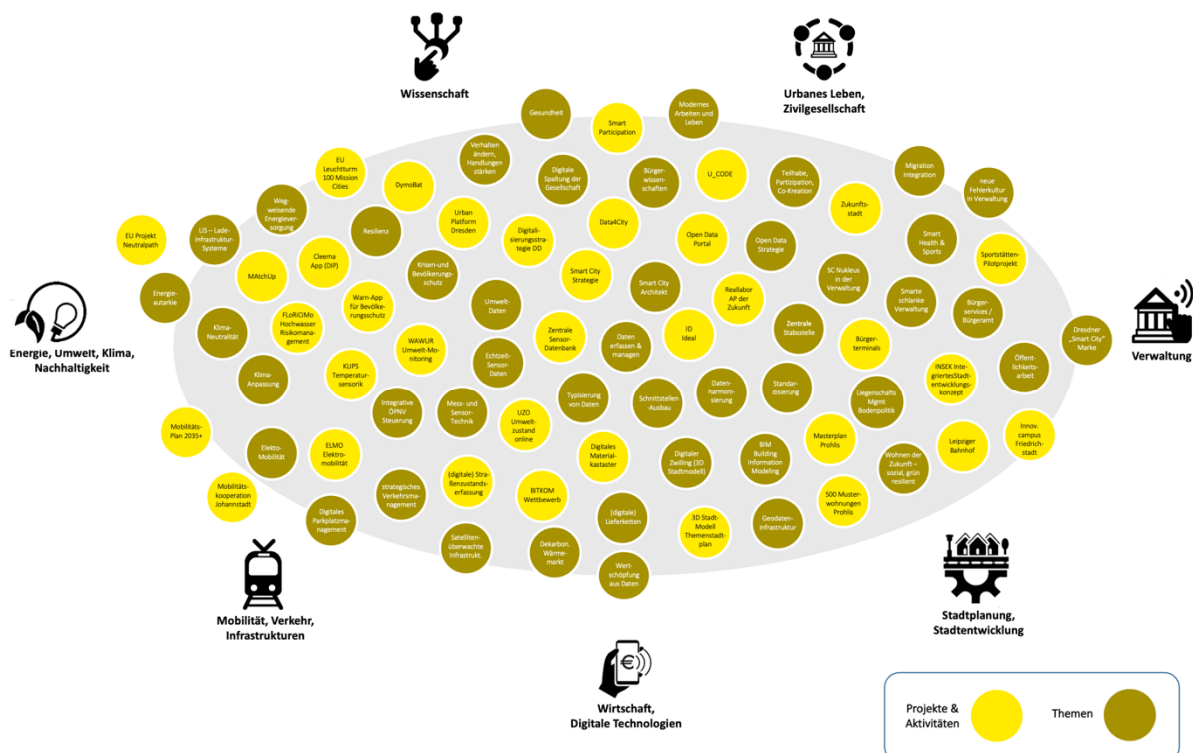 Wissenschaft
Urbanes Leben,
Zivilgesellschaft
Gesundheit
Smart
Participation
Modernes
Arbeiten und
Leben
EU
Leuchtturm
100 Mission
Cities
DymoBat
Verhalten
ändern,
Handlungen
stärken
Digitale
Spaltung der
Gesellschaft
Bürger-
wissen-
schaften
U_CODE
Teilhabe,
Partizipation,
Co-Kreation
Migration
Integration
neue
Fehlerkultur
in Verwaltung
Weg-
weisende
Energiever-
sorgung
Zukunfts-
stadt
EU Projekt
Neutralpath
LIS – Lade-
Infrastruktur-
Systeme
Resilienz
Urban
Platform
Dresden
Digitali-
sierungsstra-
tegie DD
Data4City
Open Data
Portal
Open Data
Strategie
Smart
Health &
Sports
Sportstätten-
Pilotprojekt
MAtchUp
Cleema
App (DIP)
Krisen-und
Bevölkerungs-
schutz
Smart City
Strategie
Smart City
Architekt
Reallabor
AP der
Zukunft
SC Nukleus
in der
Verwaltung
Smarte
schlanke
Verwaltung
Bürger-
services /
Bürgeramt
Energie-
autarkie
FLoRiCiMo
Hochwasser
Risikomana-
gement
Warn-App
für Bevölke-
rungsschutz
Umwelt-
Daten
Energie, Umwelt, Klima,
Nachhaltigkeit
Klima-
Neutralität
WAWUR
Umwelt-Mo-
nitoring
Zentrale
Sensor-
Datenbank
Daten
erfassen &
managen
ID
Ideal
Zentrale
Stabsstelle
Bürger-
terminals
Dresdner
„Smart City“
Marke
Verwaltung
Klima-
Anpassung
KLIPS
Temperatur-
sensorik
Echtzeit-
Sensor-
Daten
INSEK Inte-
griertesStadt-
entwicklungs-
konzept
Öffent-
lichkeits-
arbeit
Integrative
ÖPNV
Steuerung
Mess- und
Sensor-
Technik
Typisierung
von Daten
Schnittstellen
-Ausbau
Daten-
harmoni-
sierung
Standar-
disierung
Liegenschafts
Mgmt
Bodenpolitik
Mobilitäts-
Plan 2035+
UZO
Umwelt-
zustand
online
Elekto-
Mobilität
ELMO
Elektro-
mobilität
Digitales
Material-
kastaster
Digitaler
Zwilling (3D
Stadtmodell)
BIM
Building
Information
Modeling
Masterplan
Prohlis
Leipziger
Bahnhof
Innov.
campus
Friedrich-
stadt
Mobilitäts-
kooperation
Johannstadt
strategisches
Verkehrsma-
nagement
(digitale) Stra-
ßenzustands-
erfassung
BITKOM
Wettbewerb
Wohnen der
Zukunft –
sozial, grün
resilient
500 Muster-
wohnungen
Prohlis
Digitales
Parkplatzma-
nagement
(digitale)
Lieferketten
3D Stadt-
Modell
Themenstadt-
plan
Geodaten-
infrastruktur
Satelliten-
überwachte
Infrastrukt.
Dekarbon.
Wärme-
markt
Wert-
schöpfung
aus Daten
Mobilität, Verkehr,
Infrastrukturen
Stadtplanung,
Stadtentwicklung
Wirtschaft,
Digitale Technologien
Projekte &
Aktivitäten
Themen